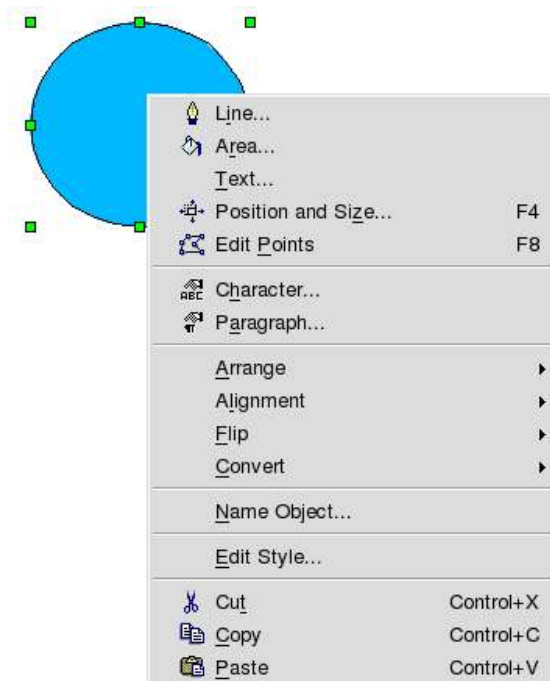 Line...
Area...
Text...
Position and Size... F4
Edit Points F8
ABC Character...
Paragraph...
Arrange
Alignment
Flip
Convert
Name Object...
Edit Style...
Cut Control+X
Copy Control+C
Paste Control+V